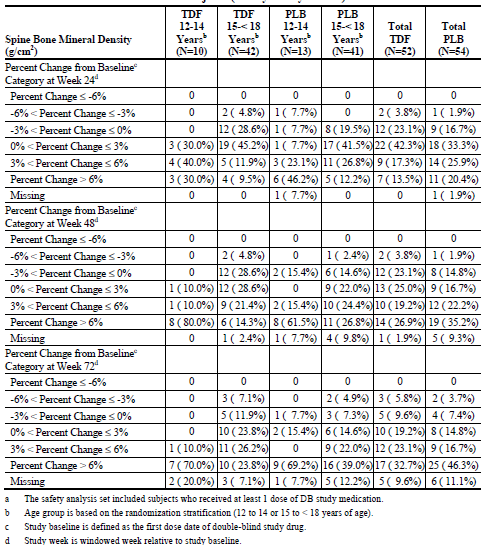 TDF TDF PLB PLB
12-14 15-< 18 12-14 15-< 18 Total Total
Spine Bone Mineral Density Years^b Years^b Years^b Years^b TDF PLB
(g/cm²) (N=10) (N=42) (N=13) (N=41) (N=52) (N=54)
Percent Change from Baseline^c
Category at Week 24^d
Percent Change ≤ -6% 0 0 0 0 0 0
-6% < Percent Change ≤ -3% 0 2 ( 4.8%) 1 ( 7.7%) 0 2 ( 3.8%) 1 ( 1.9%)
-3% < Percent Change ≤ 0% 0 12 (28.6%) 1 ( 7.7%) 8 (19.5%) 12 (23.1%) 9 (16.7%)
0% < Percent Change ≤ 3% 3 (30.0%) 19 (45.2%) 1 ( 7.7%) 17 (41.5%) 22 (42.3%) 18 (33.3%)
3% < Percent Change ≤ 6% 4 (40.0%) 5 (11.9%) 3 (23.1%) 11 (26.8%) 9 (17.3%) 14 (25.9%)
Percent Change > 6% 3 (30.0%) 4 ( 9.5%) 6 (46.2%) 5 (12.2%) 7 (13.5%) 11 (20.4%)
Missing 0 0 1 ( 7.7%) 0 0 1 ( 1.9%)
Percent Change from Baseline^c
Category at Week 48^d
Percent Change ≤ -6% 0 0 0 0 0 0
-6% < Percent Change ≤ -3% 0 2 ( 4.8%) 0 1 ( 2.4%) 2 ( 3.8%) 1 ( 1.9%)
-3% < Percent Change ≤ 0% 0 12 (28.6%) 2 (15.4%) 6 (14.6%) 12 (23.1%) 8 (14.8%)
0% < Percent Change ≤ 3% 1 (10.0%) 12 (28.6%) 0 9 (22.0%) 13 (25.0%) 9 (16.7%)
3% < Percent Change ≤ 6% 1 (10.0%) 9 (21.4%) 2 (15.4%) 10 (24.4%) 10 (19.2%) 12 (22.2%)
Percent Change > 6% 8 (80.0%) 6 (14.3%) 8 (61.5%) 11 (26.8%) 14 (26.9%) 19 (35.2%)
Missing 0 1 ( 2.4%) 1 ( 7.7%) 4 ( 9.8%) 1 ( 1.9%) 5 ( 9.3%)
Percent Change from Baseline^c
Category at Week 72^d
Percent Change ≤ -6% 0 0 0 0 0 0
-6% < Percent Change ≤ -3% 0 3 ( 7.1%) 0 2 ( 4.9%) 3 ( 5.8%) 2 ( 3.7%)
-3% < Percent Change ≤ 0% 0 5 (11.9%) 1 ( 7.7%) 3 ( 7.3%) 5 ( 9.6%) 4 ( 7.4%)
0% < Percent Change ≤ 3% 0 10 (23.8%) 2 (15.4%) 6 (14.6%) 10 (19.2%) 8 (14.8%)
3% < Percent Change ≤ 6% 1 (10.0%) 11 (26.2%) 0 9 (22.0%) 12 (23.1%) 9 (16.7%)
Percent Change > 6% 7 (70.0%) 10 (23.8%) 9 (69.2%) 16 (39.0%) 17 (32.7%) 25 (46.3%)
Missing 2 (20.0%) 3 ( 7.1%) 1 ( 7.7%) 5 (12.2%) 5 ( 9.6%) 6 (11.1%)
a The safety analysis set included subjects who received at least 1 dose of DB study medication.
b Age group is based on the randomization stratification (12 to 14 or 15 to < 18 years of age).
c Study baseline is defined as the first dose date of double-blind study drug.
d Study week is windowed week relative to study baseline.